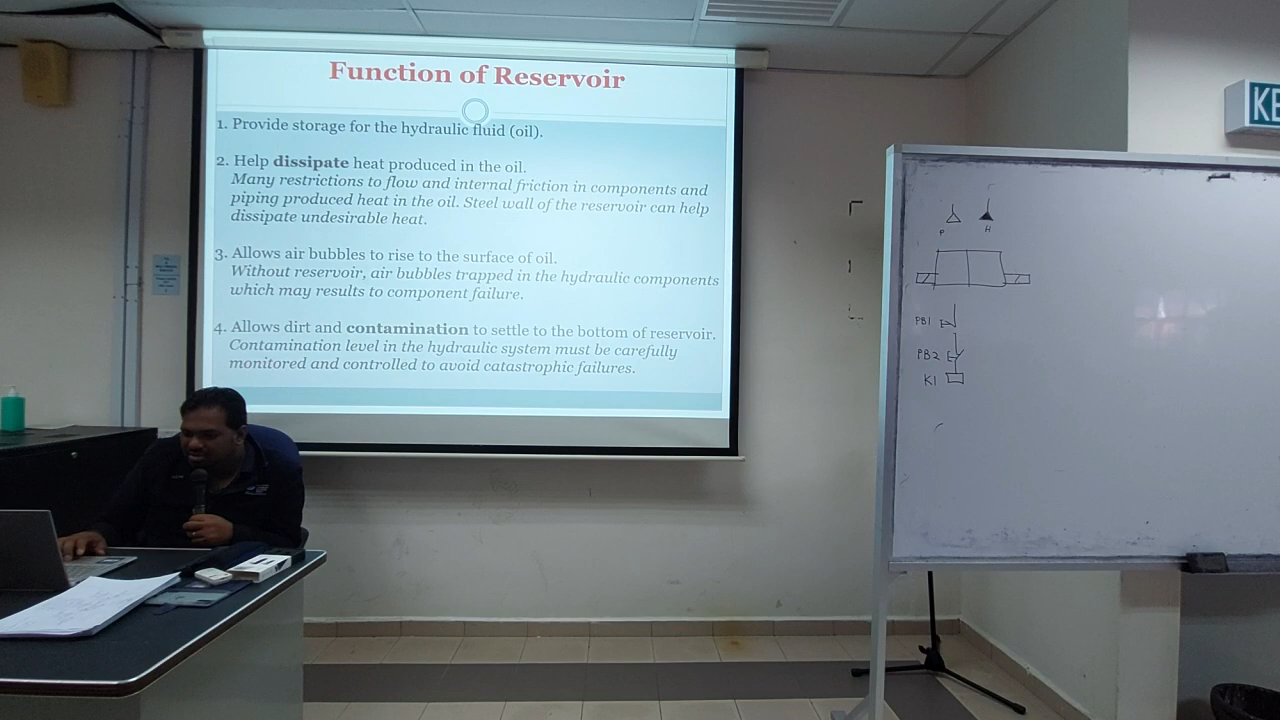 Function of Reservoir
1. Provide storage for the hydraulic fluid (oil).
2. Help dissipate heat produced in the oil.
Many restrictions to flow and internal friction in components and
piping produced heat in the oil. Steel wall of the reservoir can help
dissipate undesirable heat.
3. Allows air bubbles to rise to the surface of oil.
Without reservoir, air bubbles trapped in the hydraulic components
which may results to component failure.
4. Allows dirt and contamination to settle to the bottom of reservoir.
Contamination level in the hydraulic system must be carefully
monitored and controlled to avoid catastrophic failures.
KE
P H
PB1
PB2
K1